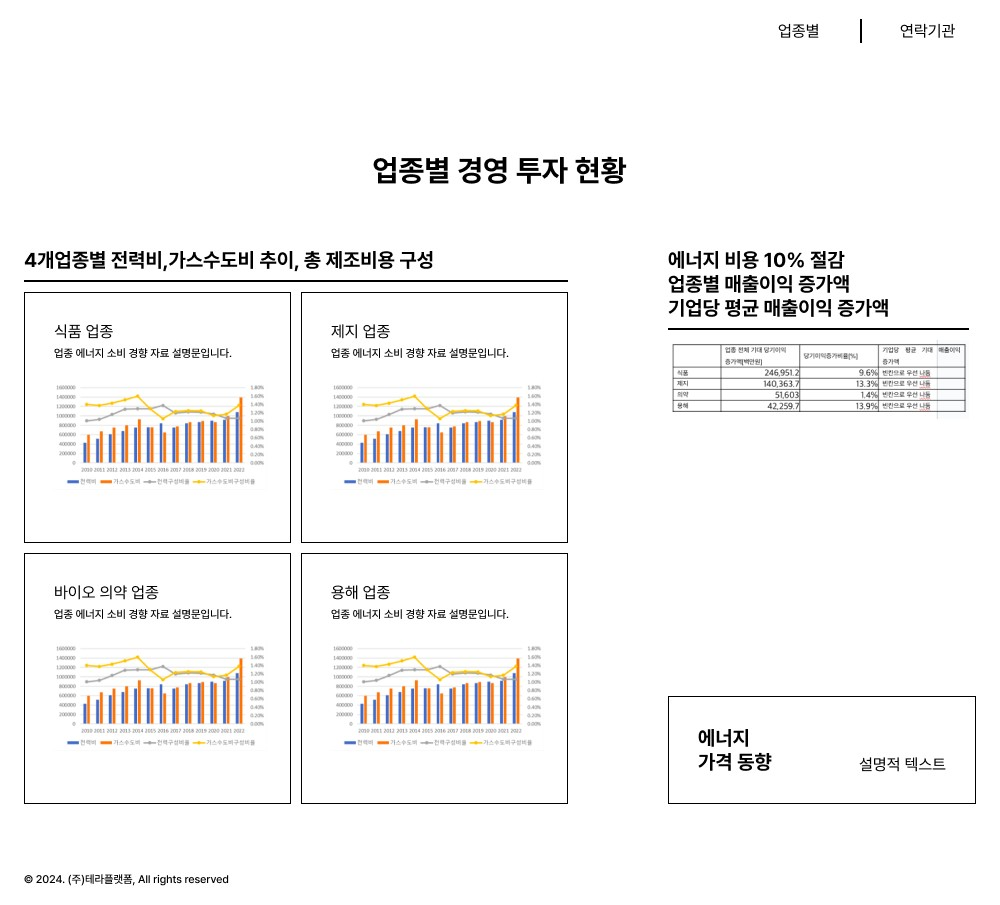 업종별
연락기관
업종별 경영 투자 현황
4개업종별 전력비,가스수도비 추이, 총 제조비용 구성
식품 업종
업종 에너지 소비 경향 자료 설명문입니다.
1600000
1400000
1200000
1000000
800000
600000
400000
200000
0
1.80%
1.60%
1.40%
1.20%
1.00%
0.80%
0.60%
0.40%
0.20%
0.00%
2010 2011 2012 2013 2014 2015 2016 2017 2018 2019 2020 2021 2022
전력비 가스수도비 전력구성비율 가스수도비구성비율
제지 업종
업종 에너지 소비 경향 자료 설명문입니다.
1600000
1400000
1200000
1000000
800000
600000
400000
200000
0
1.80%
1.60%
1.40%
1.20%
1.00%
0.80%
0.60%
0.40%
0.20%
0.00%
2010 2011 2012 2013 2014 2015 2016 2017 2018 2019 2020 2021 2022
전력비 가스수도비 전력구성비율 가스수도비구성비율
바이오 의약 업종
업종 에너지 소비 경향 자료 설명문입니다.
1600000
1400000
1200000
1000000
800000
600000
400000
200000
0
1.80%
1.60%
1.40%
1.20%
1.00%
0.80%
0.60%
0.40%
0.20%
0.00%
2010 2011 2012 2013 2014 2015 2016 2017 2018 2019 2020 2021 2022
전력비 가스수도비 전력구성비율 가스수도비구성비율
용해 업종
업종 에너지 소비 경향 자료 설명문입니다.
1600000
1400000
1200000
1000000
800000
600000
400000
200000
0
1.80%
1.60%
1.40%
1.20%
1.00%
0.80%
0.60%
0.40%
0.20%
0.00%
2010 2011 2012 2013 2014 2015 2016 2017 2018 2019 2020 2021 2022
전력비 가스수도비 전력구성비율 가스수도비구성비율
에너지 비용 10% 절감
업종별 매출이익 증가액
기업당 평균 매출이익 증가액
업종 전체 기대 당기이익
증가액(백만원)
당기이익증가비율(%)
기업당 평균 기대 매출이익
증가액
식품 246,951.2 9.6% 빈칸으로 우선 나둠
제지 140,363.7 13.3% 빈칸으로 우선 나둠
의약 51,603 1.4% 빈칸으로 우선 나둠
용해 42,259.7 13.9% 빈칸으로 우선 나둠
에너지
가격 동향
설명적 텍스트
© 2024. (주)테라플랫폼, All rights reserved